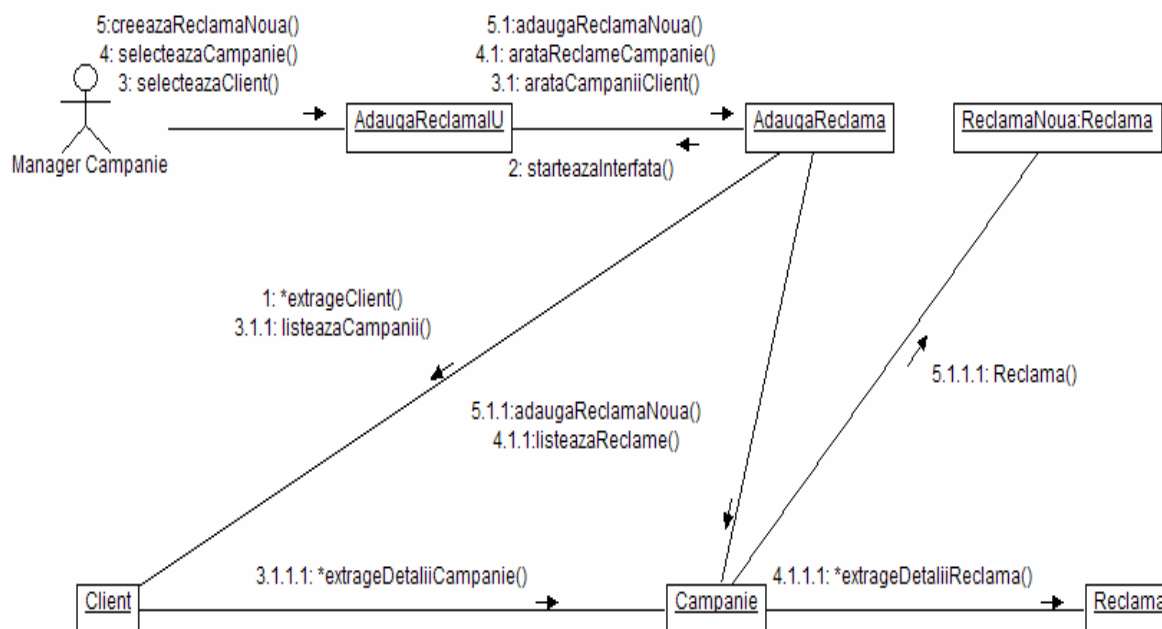 5:creeazaReclamaNoua()
4: selecteazaCampanie()
3: selecteazaClient()
5.1:adaugaReclamaNoua()
4.1: arataReclameCampanie()
3.1: arataCampaniiClient()
AdaugaReclamaIU
AdaugaReclama
ReclamaNoua:Reclama
Manager Campanie
2: starteazaInterfata()
1: *extrageClient()
3.1.1: listeazaCampanii()
5.1.1.1: Reclama()
5.1.1:adaugaReclamaNoua()
4.1.1:listeazaReclame()
3.1.1.1: *extrageDetaliiCampanie()
4.1.1.1: *extrageDetaliiReclama()
Client
Campanie
Reclama